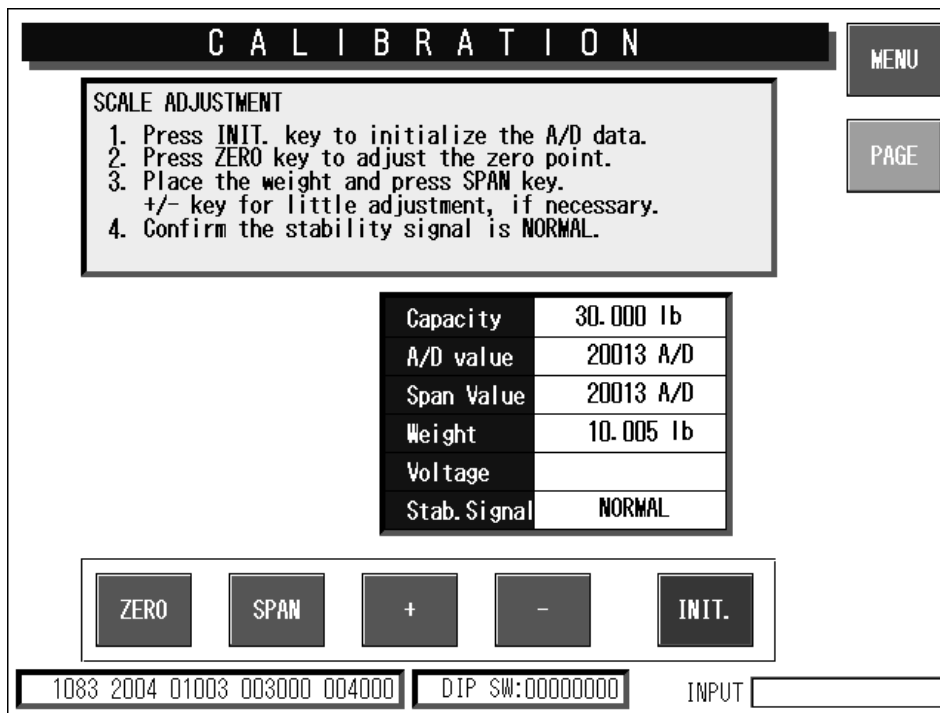 CALIBRATION
MENU
SCALE ADJUSTMENT
1. Press INIT. key to initialize the A/D data.
2. Press ZERO key to adjust the zero point.
3. Place the weight and press SPAN key.
+/- key for little adjustment, if necessary.
4. Confirm the stability signal is NORMAL.
PAGE
Capacity 30.000 lb
A/D value 20013 A/D
Span Value 20013 A/D
Weight 10.005 lb
Voltage
Stab.Signal NORMAL
ZERO SPAN + - INIT.
1083 2004 01003 003000 004000 DIP SW:00000000 INPUT